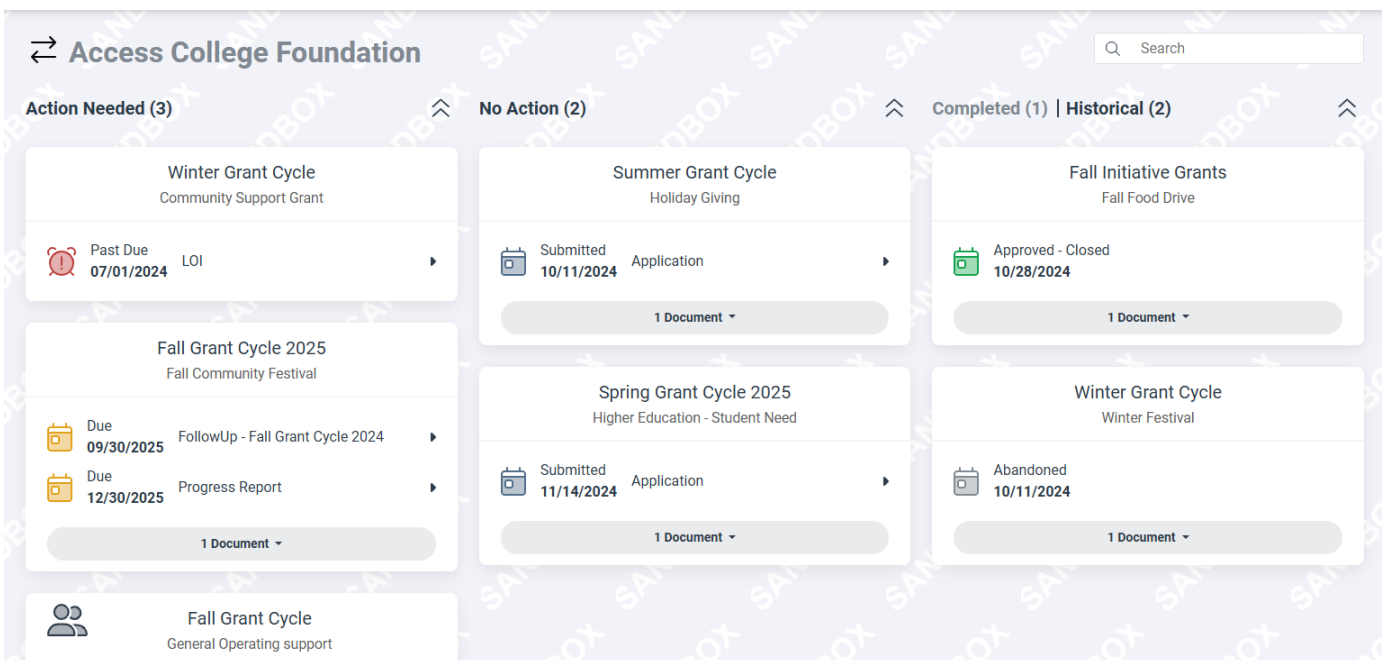 Access College Foundation
Search
Action Needed (3)
Winter Grant Cycle
Community Support Grant
Past Due
07/01/2024
LOI
Fall Grant Cycle 2025
Fall Community Festival
Due
09/30/2025
FollowUp - Fall Grant Cycle 2024
Due
12/30/2025
Progress Report
1 Document
Fall Grant Cycle
General Operating support
No Action (2)
Summer Grant Cycle
Holiday Giving
Submitted
10/11/2024
Application
1 Document
Spring Grant Cycle 2025
Higher Education - Student Need
Submitted
11/14/2024
Application
1 Document
Completed (1) | Historical (2)
Fall Initiative Grants
Fall Food Drive
Approved - Closed
10/28/2024
1 Document
Winter Grant Cycle
Winter Festival
Abandoned
10/11/2024
1 Document
SANDBOX